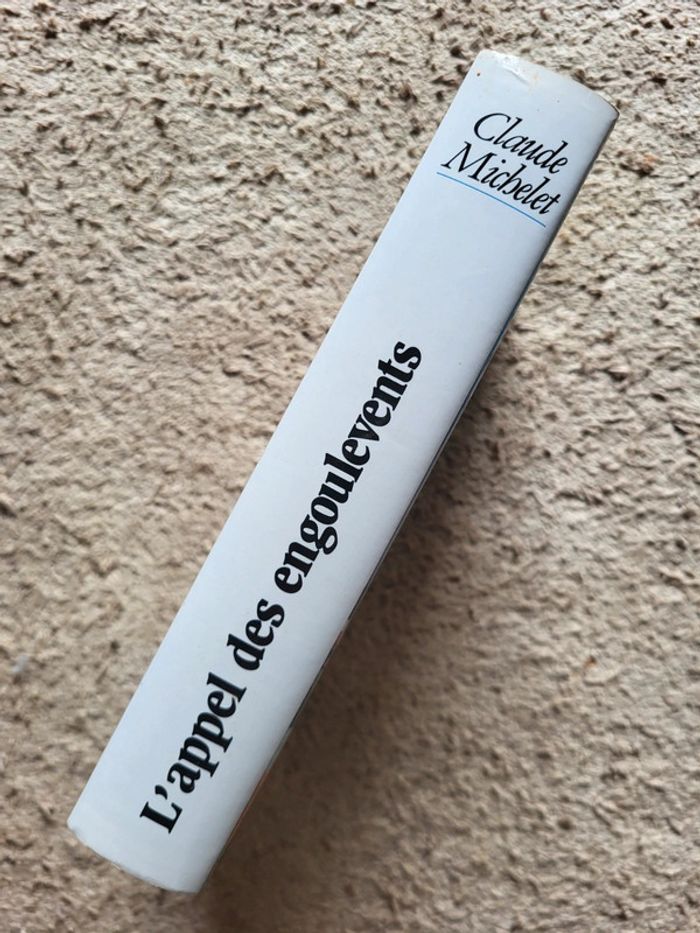 Claude
Michelet
L'appel des engoulevents